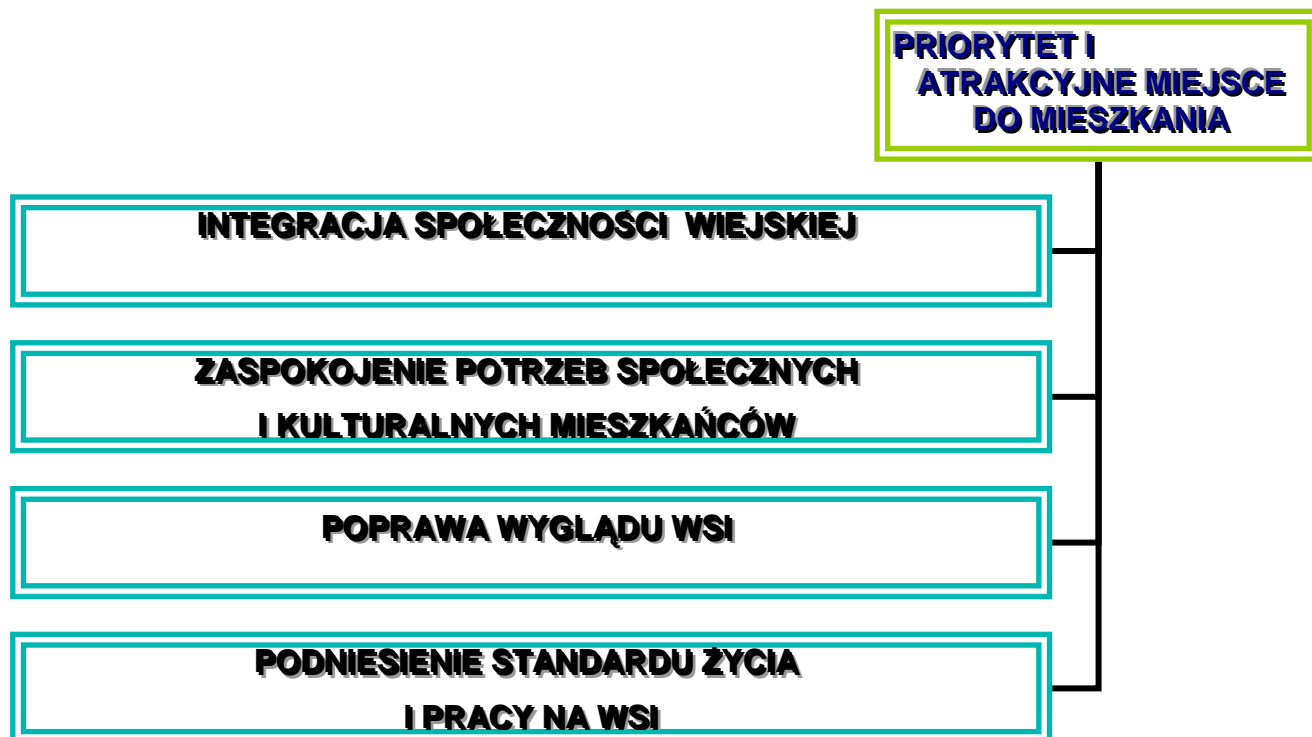 PRIORYTET I
ATRAKCYJNE MIEJSCE
DO MIESZKANIA
INTEGRACJA SPOŁECZNOŚCI WIEJSKIEJ
ZASPOKOJENIE POTRZEB SPOŁECZNYCH
I KULTURALNYCH MIESZKAŃCÓW
POPRAWA WYGLĄDU WSI
PODNIESIENIE STANDARDU ŻYCIA
I PRACY NA WSI